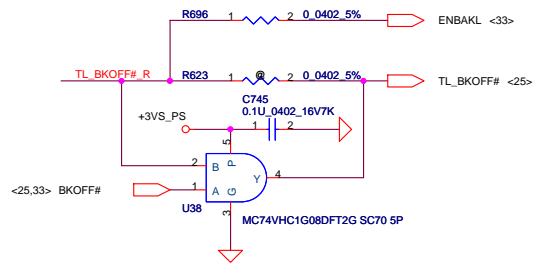 R696 1 2 0_0402_5% ENBAKL <33>
TL_BKOFF#_R R623 1 @ 2 0_0402_5% TL_BKOFF# <25>
C745
0.1U_0402_16V7K
+3VS_PS 1 2
5
2 B P
Y 4
<25,33> BKOFF# 1 A G
U38 3
MC74VHC1G08DFT2G SC70 5P